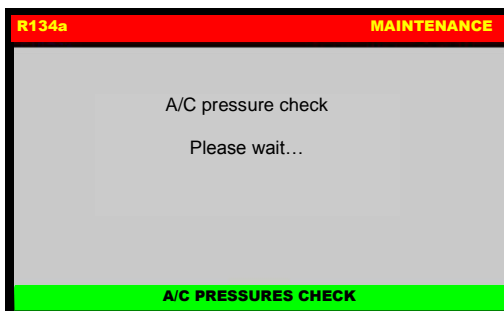 R134a MAINTENANCE
A/C pressure check
Please wait…
A/C PRESSURES CHECK